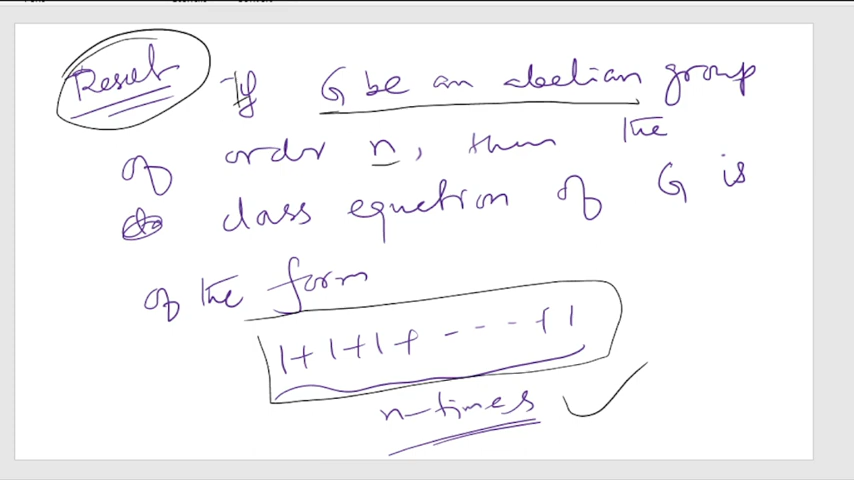 Result If G be an abelian group
of order n, then the
class equation of G is
of the form
1+1+1+ ---- +1
n-times